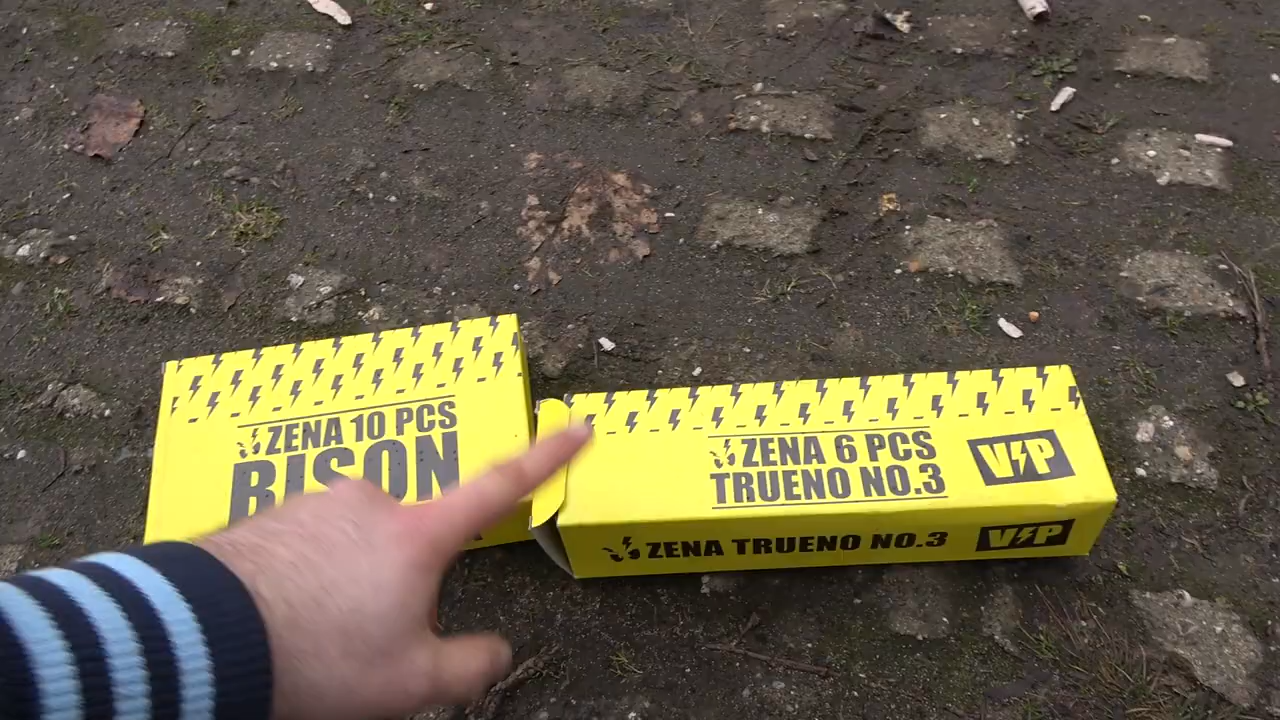 ZENA 10 PCS
BISON
ZENA 6 PCS
TRUENO NO.3
VIP
ZENA TRUENO NO.3
VIP